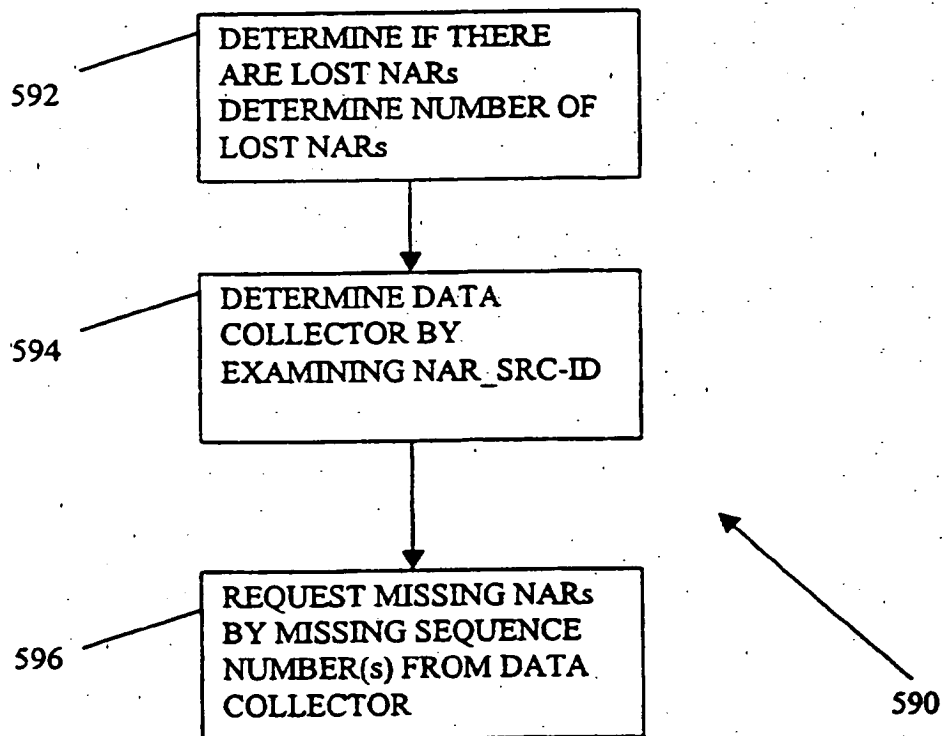 592
DETERMINE IF THERE
ARE LOST NARs
DETERMINE NUMBER OF
LOST NARs
594
DETERMINE DATA
COLLECTOR BY
EXAMINING NAR_SRC-ID
596
REQUEST MISSING NARs
BY MISSING SEQUENCE
NUMBER(s) FROM DATA
COLLECTOR
590